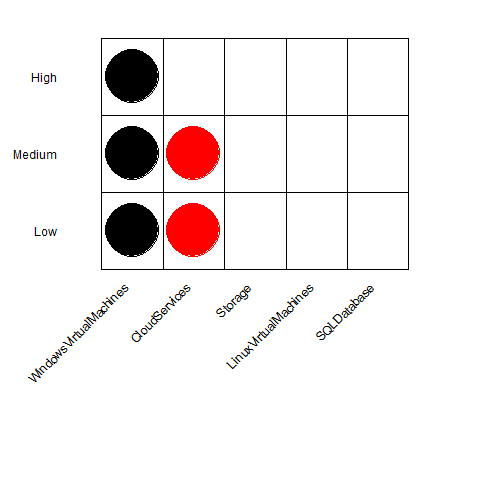 High
Medium
Low
WindowsVirtualMachines
CloudServices
Storage
LinuxVirtualMachines
SQLDatabase